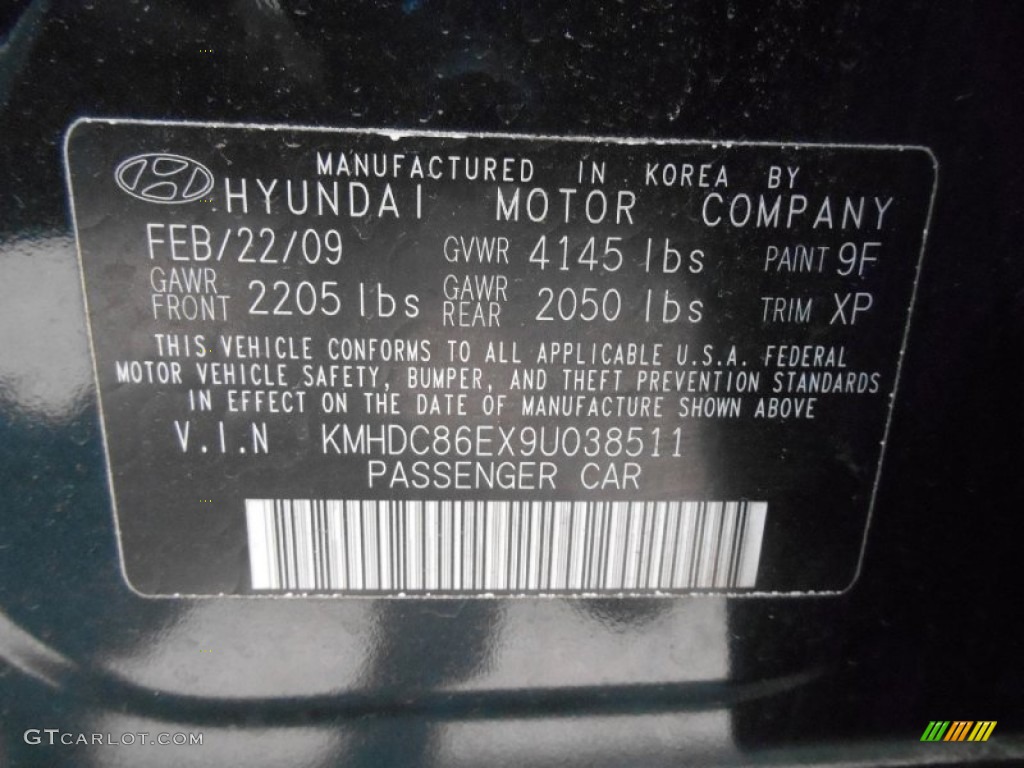 MANUFACTURED IN KOREA BY
HYUNDAI MOTOR COMPANY
FEB/22/09 GVWR 4145 lbs PAINT 9F
GAWR FRONT 2205 lbs GAWR REAR 2050 lbs TRIM XP
THIS VEHICLE CONFORMS TO ALL APPLICABLE U.S.A. FEDERAL
MOTOR VEHICLE SAFETY, BUMPER, AND THEFT PREVENTION STANDARDS
IN EFFECT ON THE DATE OF MANUFACTURE SHOWN ABOVE
V.I.N KMHDC86EX9U038511
PASSENGER CAR
GTCARLOT.COM